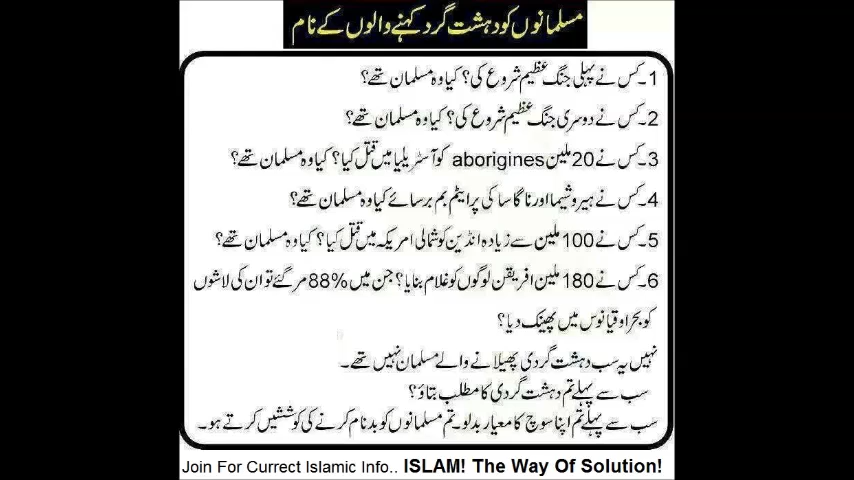 مسلمانوں کو دہشت گرد کہنے والوں کے نام
1۔کس نے پہلی جنگ عظیم شروع کی؟ کیا وہ مسلمان تھے؟
2۔کس نے دوسری جنگ عظیم شروع کی؟ کیا وہ مسلمان تھے؟
3۔کس نے 20 ملین aborigines کو آسٹریلیا میں قتل کیا؟ کیا وہ مسلمان تھے؟
4۔کس نے ہیروشیما اور ناگاساکی پر ایٹم بم برسائے کیا وہ مسلمان تھے؟
5۔کس نے 100 ملین سے زیادہ انڈین کو شمالی امریکہ میں قتل کیا؟ کیا وہ مسلمان تھے؟
6۔کس نے 180 ملین افریقن لوگوں کو غلام بنایا؟ جن میں 88% مر گئے تو ان کی لاشوں
کو بحر اوقیانوس میں پھینک دیا؟
نہیں یہ سب دہشت گردی پھیلانے والے مسلمان نہیں تھے۔
سب سے پہلے تم دہشت گردی کا مطلب بتاؤ؟
سب سے پہلے تم اپنا سوچ کا معیار بدلو۔تم مسلمانوں کو بدنام کرنے کی کوششیں کرتے ہو۔
Join For Currect Islamic Info.. ISLAM! The Way Of Solution!